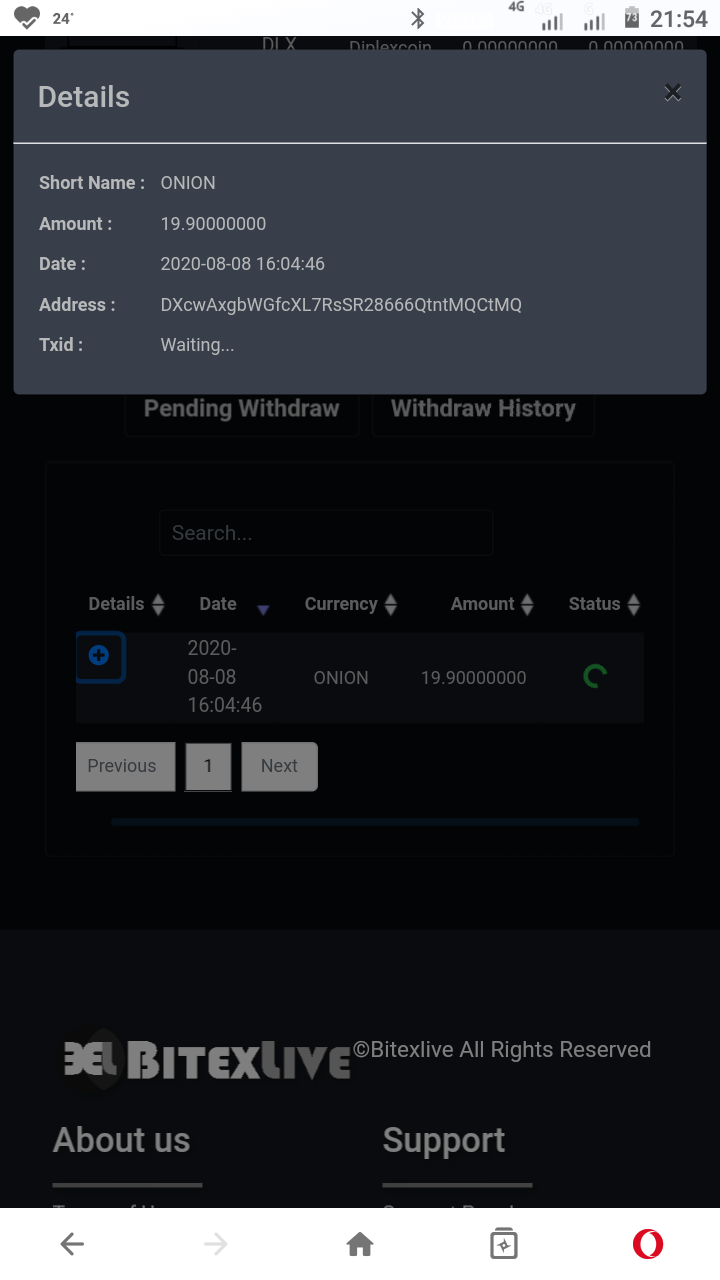 24°
4G
73
21:54
DLX Diplexcoin 0.00000000 0.00000000
Details
Short Name : ONION
Amount : 19.90000000
Date : 2020-08-08 16:04:46
Address : DXcwAxgbWGfcXL7RsSR28666QtntMQCtMQ
Txid : Waiting...
Pending Withdraw Withdraw History
Search...
Details Date Currency Amount Status
2020-
08-08
16:04:46
ONION 19.90000000
Previous 1 Next
BITEXLIVE ©Bitexlive All Rights Reserved
About us Support